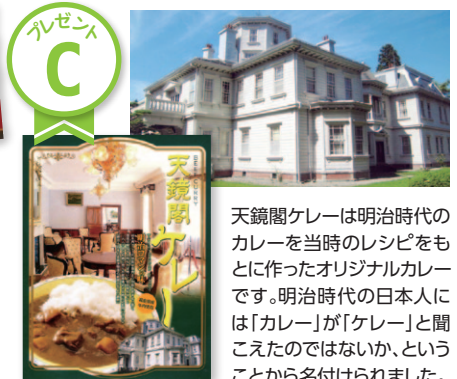 プレゼント
C
天鏡閣
ケレー
天鏡閣ケレーは明治時代の
カレーを当時のレシピをも
とに作ったオリジナルカレー
です。明治時代の日本人に
は「カレー」が「ケレー」と聞
こえたのではないか、という
ことから名付けられました。